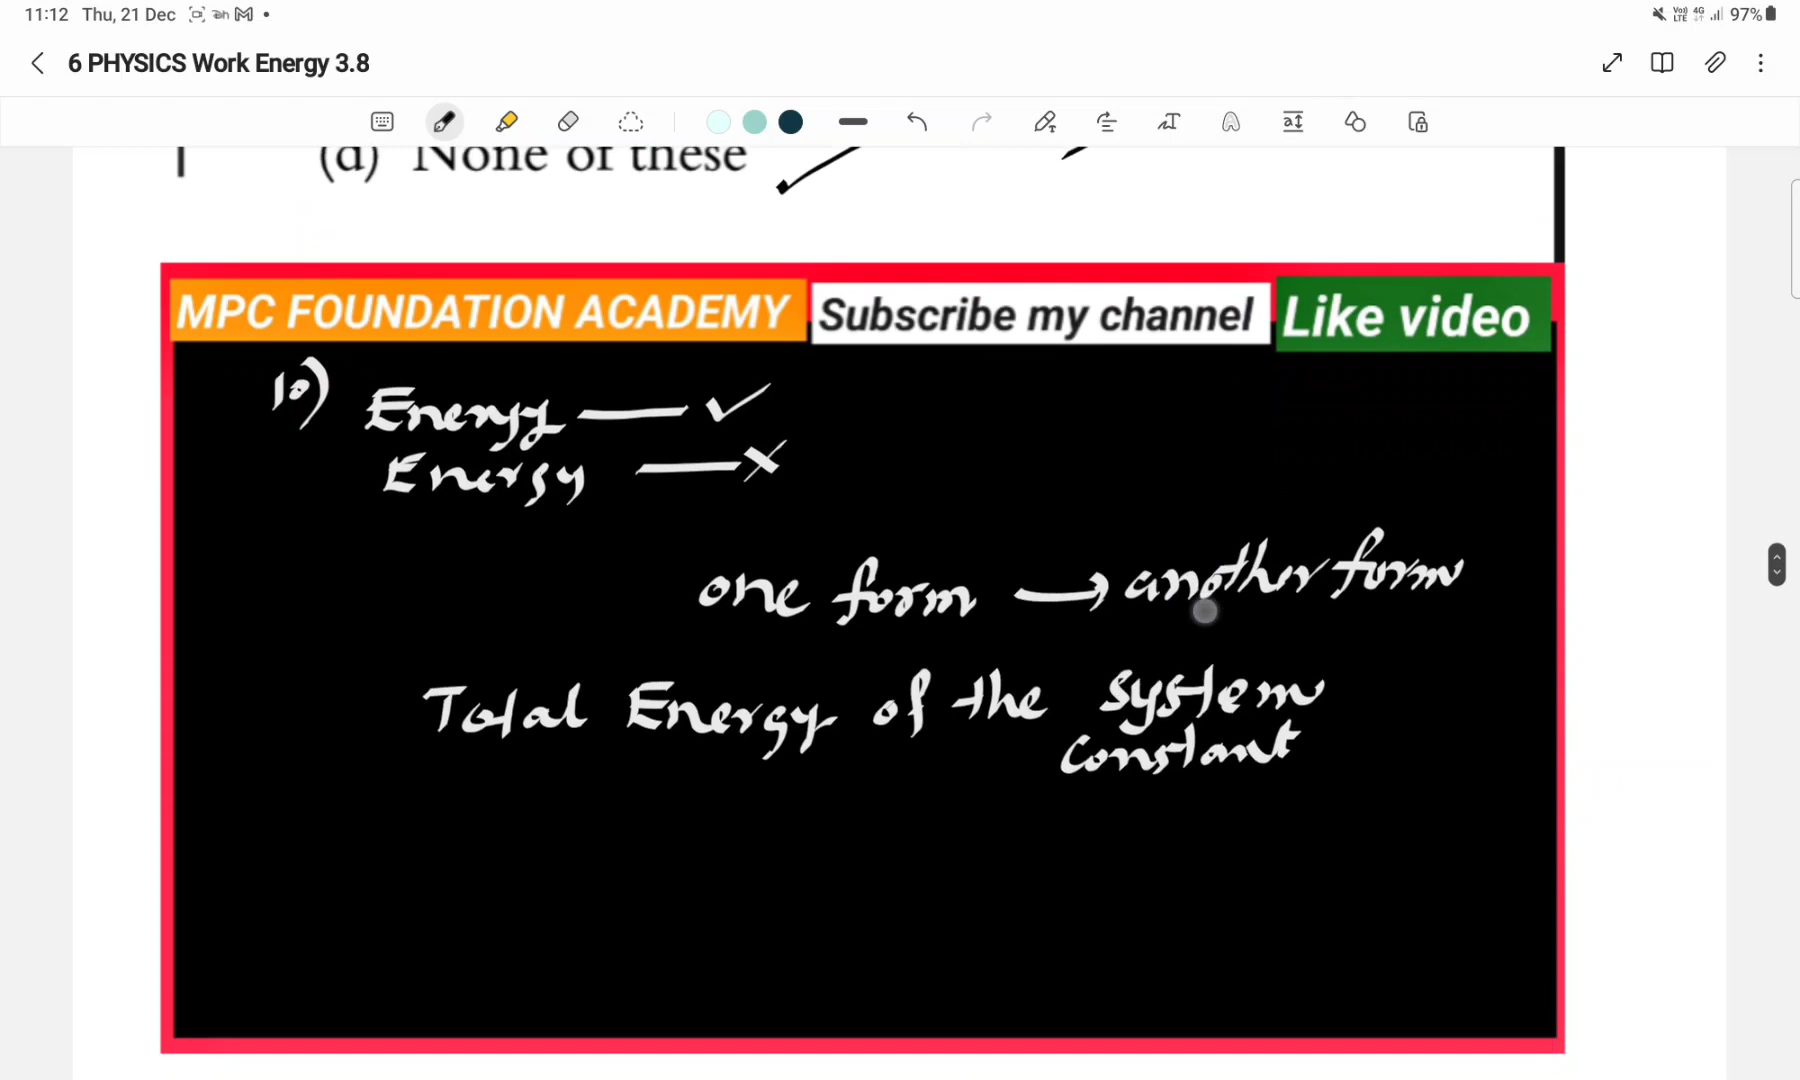 11:12 Thu, 21 Dec 97%
6 PHYSICS Work Energy 3.8
(d) None of these
MPC FOUNDATION ACADEMY Subscribe my channel Like video
10) Energy — ✓
Energy — ✗
one form → another form
Total Energy of the system
constant